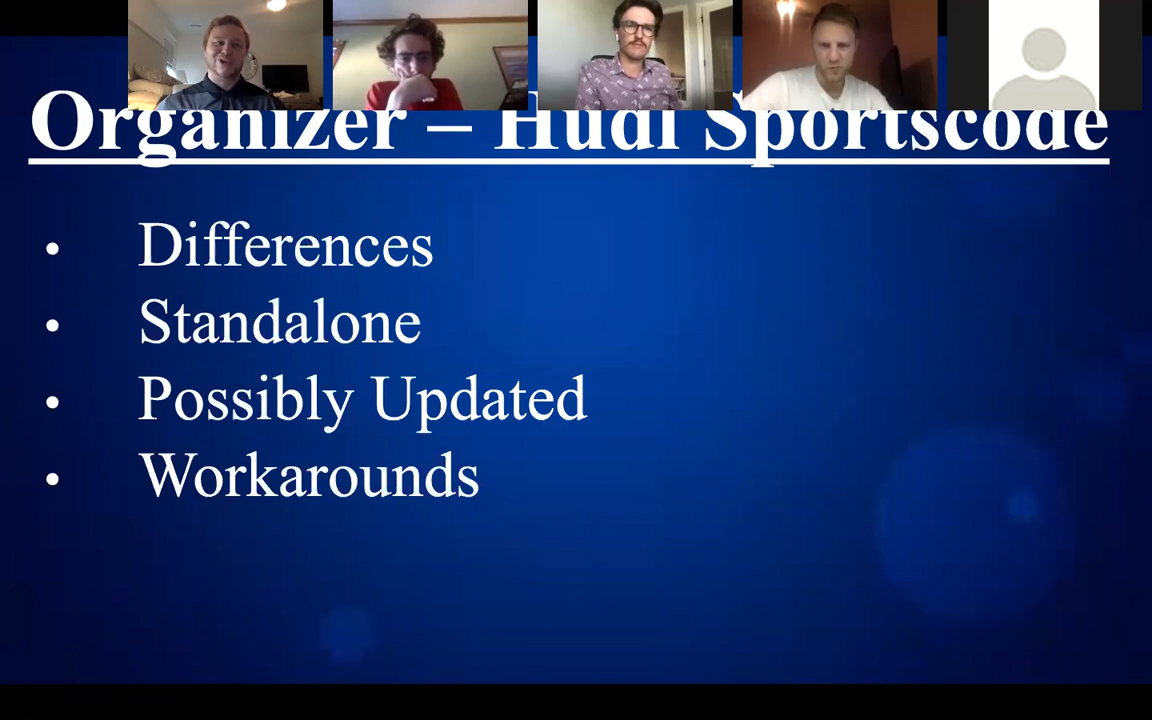 Organizer – Hudl Sportscode
• Differences
• Standalone
• Possibly Updated
• Workarounds